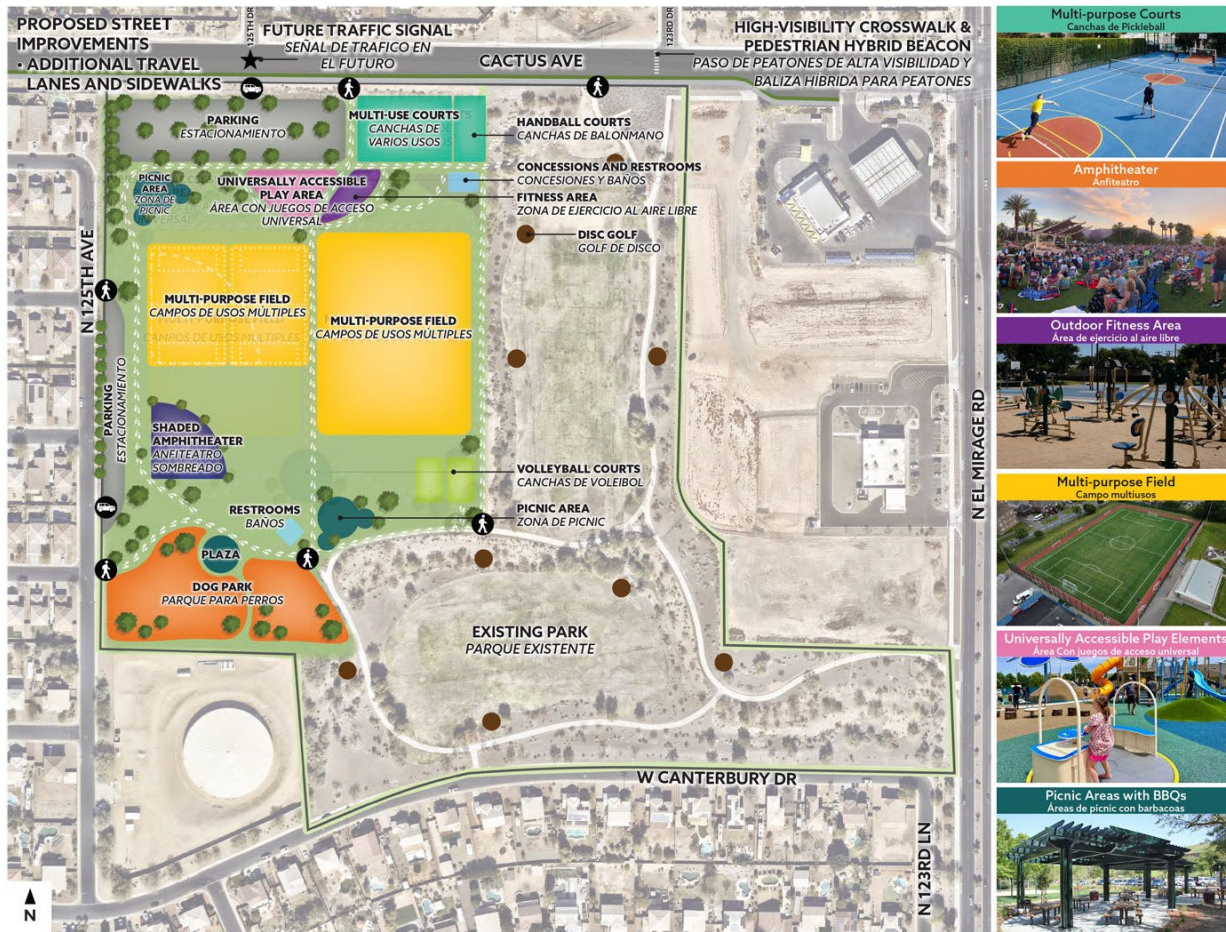 PROPOSED STREET
IMPROVEMENTS
• ADDITIONAL TRAVEL
LANES AND SIDEWALKS
125TH DR
FUTURE TRAFFIC SIGNAL
SEÑAL DE TRAFICO EN
EL FUTURO
CACTUS AVE
123RD DR
HIGH-VISIBILITY CROSSWALK &
PEDESTRIAN HYBRID BEACON
PASO DE PEATONES DE ALTA VISIBILIDAD Y
BALIZA HÍBRIDA PARA PEATONES
PARKING
ESTACIONAMIENTO
MULTI-USE COURTS
CANCHAS DE
VARIOS USOS
HANDBALL COURTS
CANCHAS DE BALONMANO
PICNIC
AREA
ZONA DE
PICNIC
UNIVERSALLY ACCESSIBLE
PLAY AREA
ÁREA CON JUEGOS DE ACCESO
UNIVERSAL
CONCESSIONS AND RESTROOMS
CONCESIONES Y BAÑOS
FITNESS AREA
ZONA DE EJERCICIO AL AIRE LIBRE
DISC GOLF
GOLF DE DISCO
N 125TH AVE
MULTI-PURPOSE FIELD
CAMPOS DE USOS MÚLTIPLES
MULTI-PURPOSE FIELD
CAMPOS DE USOS MÚLTIPLES
PARKING
ESTACIONAMIENTO
SHADED
AMPHITHEATER
ANFITEATRO
SOMBREADO
VOLLEYBALL COURTS
CANCHAS DE VOLEIBOL
RESTROOMS
BAÑOS
PICNIC AREA
ZONA DE PICNIC
PLAZA
DOG PARK
PARQUE PARA PERROS
EXISTING PARK
PARQUE EXISTENTE
N EL MIRAGE RD
W CANTERBURY DR
N 123RD LN
N
Multi-purpose Courts
Canchas de Pickleball
Amphitheater
Anfiteatro
Outdoor Fitness Area
Área de ejercicio al aire libre
Multi-purpose Field
Campo multiusos
Universally Accessible Play Elements
Área Con juegos de acceso universal
Picnic Areas with BBQs
Áreas de picnic con barbacoas